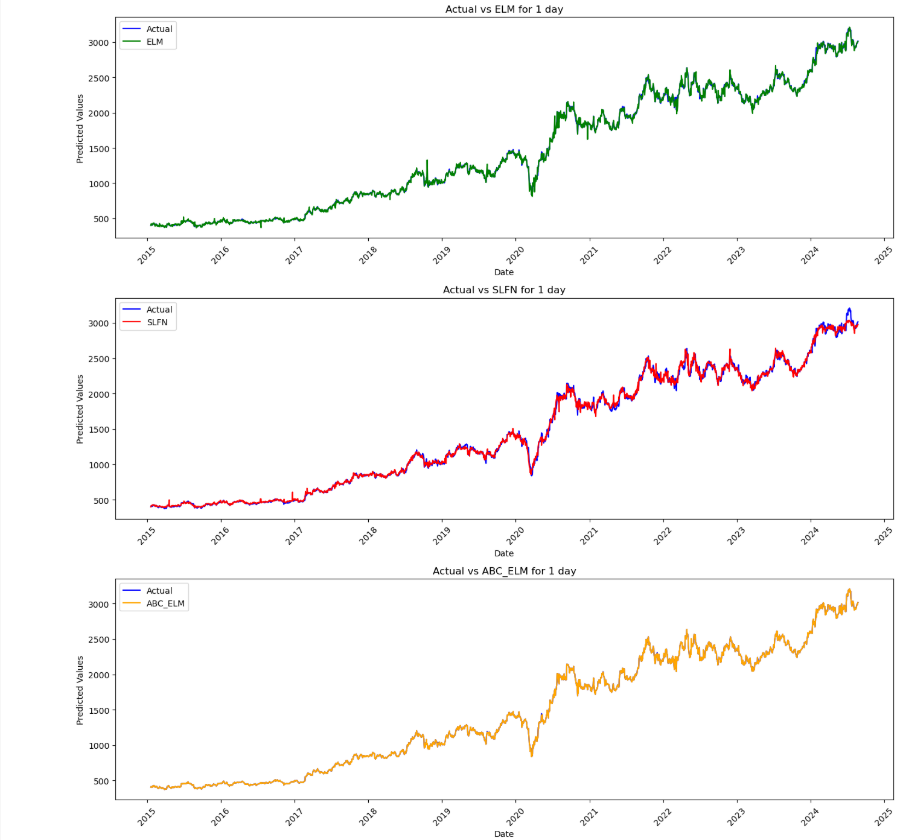 Actual vs ELM for 1 day
Actual
ELM
Predicted Values
3000
2500
2000
1500
1000
500
2015 2016 2017 2018 2019 2020 2021 2022 2023 2024 2025
Date
Actual vs SLFN for 1 day
Actual
SLFN
Predicted Values
3000
2500
2000
1500
1000
500
2015 2016 2017 2018 2019 2020 2021 2022 2023 2024 2025
Date
Actual vs ABC_ELM for 1 day
Actual
ABC_ELM
Predicted Values
3000
2500
2000
1500
1000
500
2015 2016 2017 2018 2019 2020 2021 2022 2023 2024 2025
Date